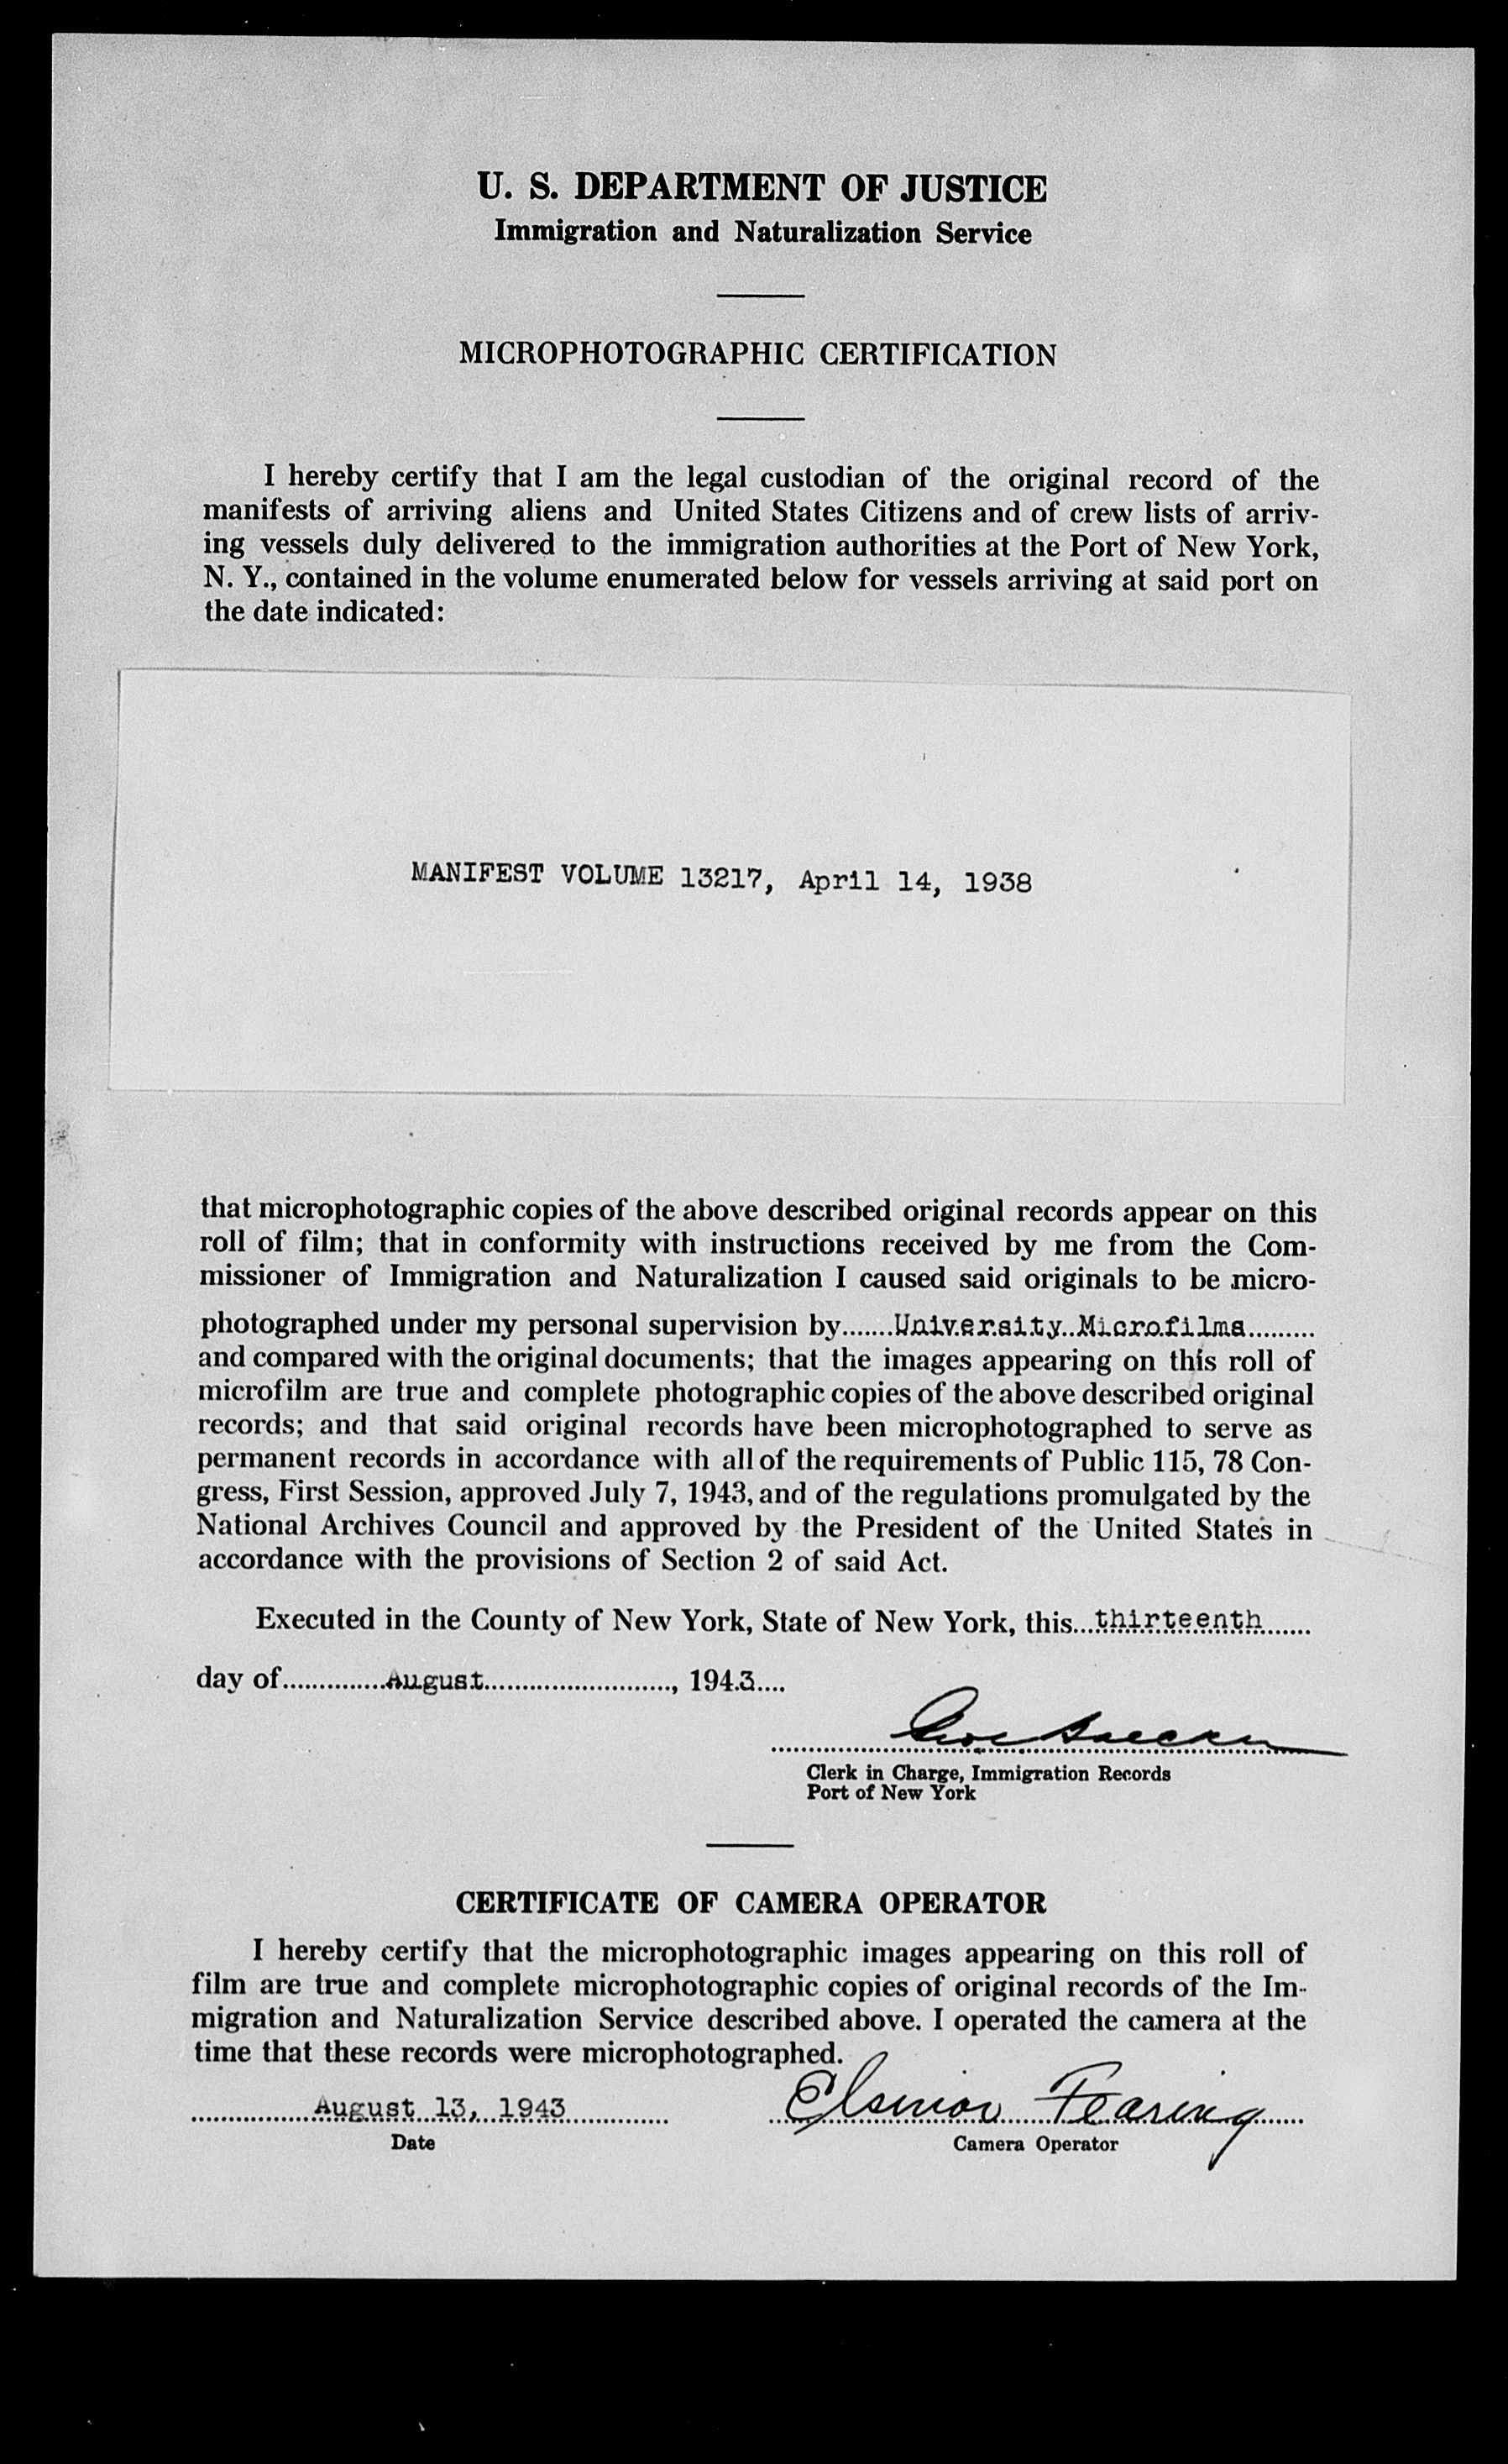 U. S. DEPARTMENT OF JUSTICE
Immigration and Naturalization Service
MICROPHOTOGRAPHIC CERTIFICATION
I hereby certify that I am the legal custodian of the original record of the
manifests of arriving aliens and United States Citizens and of crew lists of arriv-
ing vessels duly delivered to the immigration authorities at the Port of New York,
N. Y., contained in the volume enumerated below for vessels arriving at said port on
the date indicated:
MANIFEST VOLUME 13217, April 14, 1938
that microphotographic copies of the above described original records appear on this
roll of film; that in conformity with instructions received by me from the Com-
missioner of Immigration and Naturalization I caused said originals to be micro-
photographed under my personal supervision by.......University Microfilms.........
and compared with the original documents; that the images appearing on this roll of
microfilm are true and complete photographic copies of the above described original
records; and that said original records have been microphotographed to serve as
permanent records in accordance with all of the requirements of Public 115, 78 Con-
gress, First Session, approved July 7, 1943, and of the regulations promulgated by the
National Archives Council and approved by the President of the United States in
accordance with the provisions of Section 2 of said Act.
Executed in the County of New York, State of New York, this...thirteenth.......
day of..............August........................., 1943....
Clerk in Charge, Immigration Records
Port of New York
CERTIFICATE OF CAMERA OPERATOR
I hereby certify that the microphotographic images appearing on this roll of
film are true and complete microphotographic copies of original records of the Im-
migration and Naturalization Service described above. I operated the camera at the
time that these records were microphotographed.
August 13, 1943 Fearing
Date Camera Operator